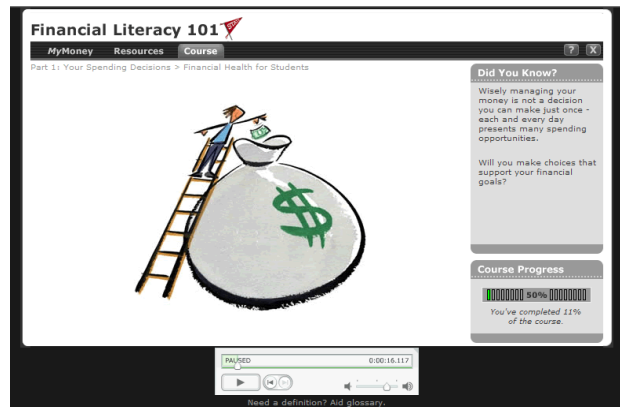 Financial Literacy 101
STAR
MyMoney Resources Course
? X
Part 1: Your Spending Decisions > Financial Health for Students
$
Did You Know?
Wisely managing your
money is not a decision
you can make just once -
each and every day
presents many spending
opportunities.
Will you make choices that
support your financial
goals?
Course Progress
50%
You've completed 11%
of the course.
PAUSED 0:00:16.117
Need a definition? Aid glossary.